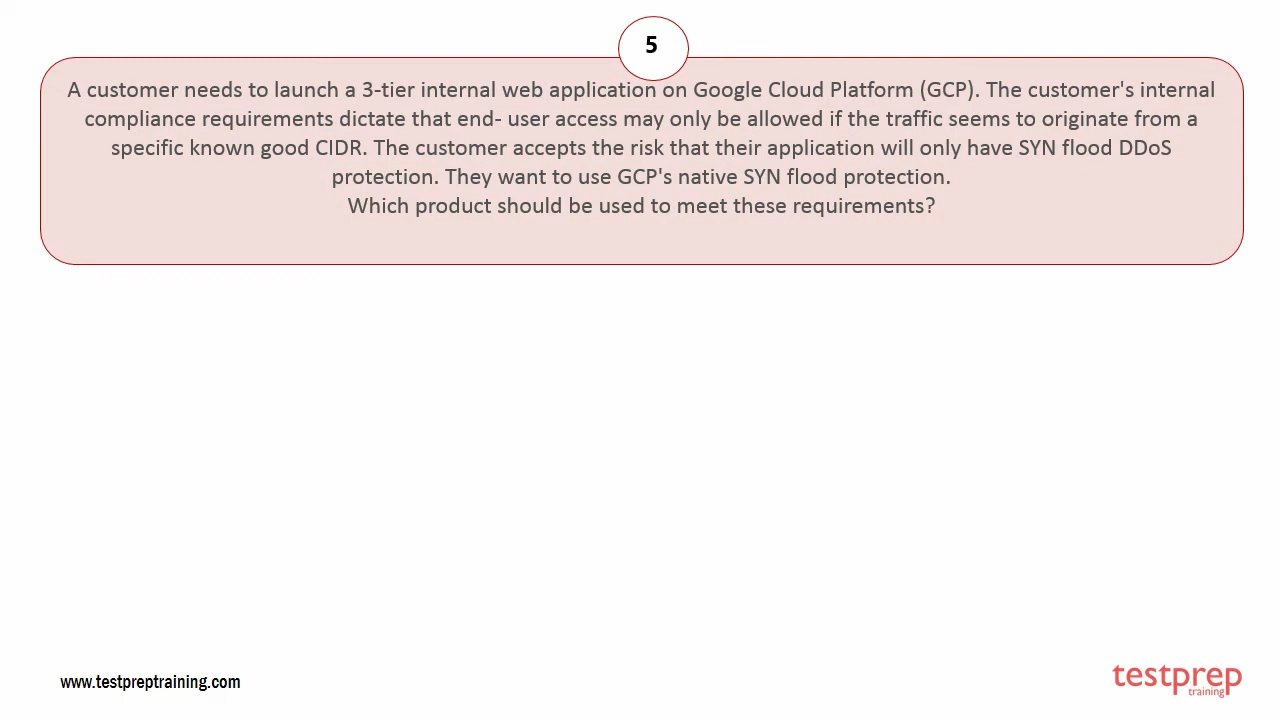 5
A customer needs to launch a 3-tier internal web application on Google Cloud Platform (GCP). The customer's internal
compliance requirements dictate that end- user access may only be allowed if the traffic seems to originate from a
specific known good CIDR. The customer accepts the risk that their application will only have SYN flood DDoS
protection. They want to use GCP's native SYN flood protection.
Which product should be used to meet these requirements?
www.testpreptraining.com
testprep
training